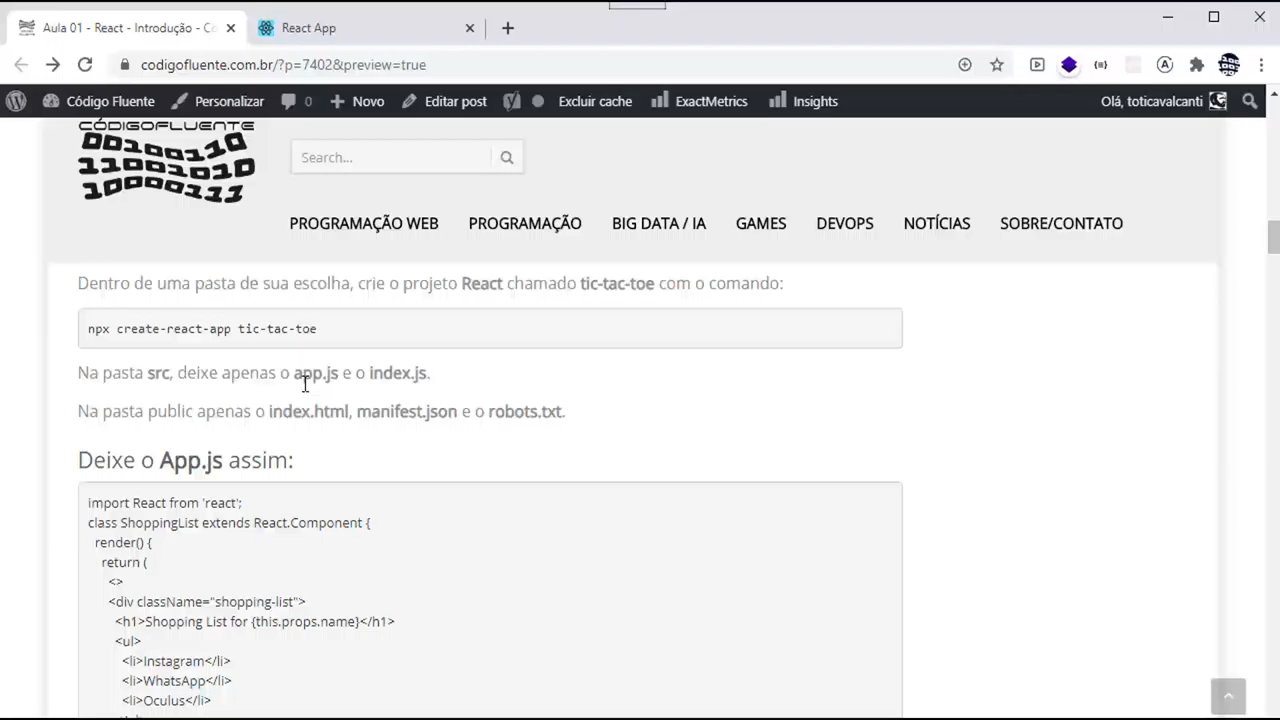 Aula 01 - React - Introdução - Có
React App
codigofluente.com.br/?p=7402&preview=true
Código Fluente
Personalizar
0
Novo
Editar post
Excluir cache
ExactMetrics
Insights
Olá, toticavalcanti
CÓDIGOFLUENTE
00100110
11001010
10000111
Search...
PROGRAMAÇÃO WEB
PROGRAMAÇÃO
BIG DATA / IA
GAMES
DEVOPS
NOTÍCIAS
SOBRE/CONTATO
Dentro de uma pasta de sua escolha, crie o projeto React chamado tic-tac-toe com o comando:
npx create-react-app tic-tac-toe
Na pasta src, deixe apenas o app.js e o index.js.
Na pasta public apenas o index.html, manifest.json e o robots.txt.
Deixe o App.js assim:
import React from 'react';
class ShoppingList extends React.Component {
render() {
return (
<>
<div className="shopping-list">
<h1>Shopping List for {this.props.name}</h1>
<ul>
<li>Instagram</li>
<li>WhatsApp</li>
<li>Oculus</li>